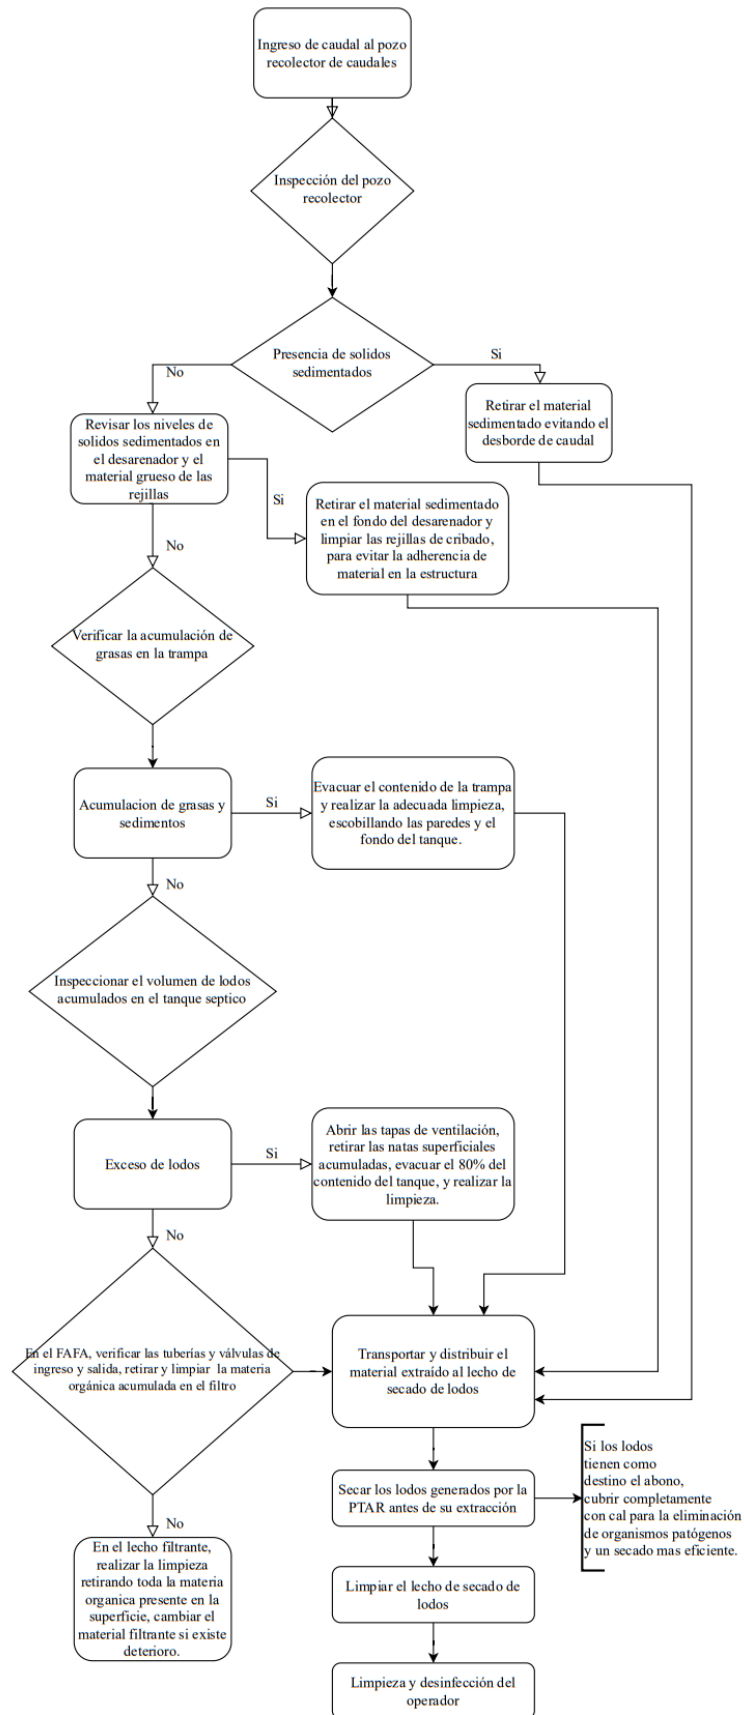 Ingreso de caudal al pozo
recolector de caudales
Inspección del pozo
recolector
Presencia de solidos
sedimentados
No
Si
Retirar el material
sedimentado evitando el
desborde de caudal
Revisar los niveles de
solidos sedimentados en
el desarenador y el
material grueso de las
rejillas
Si
Retirar el material sedimentado
en el fondo del desarenador y
limpiar las rejillas de cribado,
para evitar la adherencia de
material en la estructura
No
Verificar la acumulación de
grasas en la trampa
Acumulacion de grasas y
sedimentos
Si
Evacuar el contenido de la trampa
y realizar la adecuada limpieza,
escobillando las paredes y el
fondo del tanque.
No
Inspeccionar el volumen de lodos
acumulados en el tanque septico
Exceso de lodos
Si
Abrir las tapas de ventilación,
retirar las natas superficiales
acumuladas, evacuar el 80% del
contenido del tanque, y realizar la
limpieza.
No
En el FAFA, verificar las tuberías y válvulas de
ingreso y salida, retirar y limpiar la materia
orgánica acumulada en el filtro
Transportar y distribuir el
material extraído al lecho de
secado de lodos
Secar los lodos generados por la
PTAR antes de su extracción
Si los lodos
tienen como
destino el abono,
cubrir completamente
con cal para la eliminación
de organismos patógenos
y un secado mas eficiente.
No
En el lecho filtrante,
realizar la limpieza
retirando toda la materia
organica presente en la
superficie, cambiar el
material filtrante si existe
deterioro.
Limpiar el lecho de secado de
lodos
Limpieza y desinfección del
operador